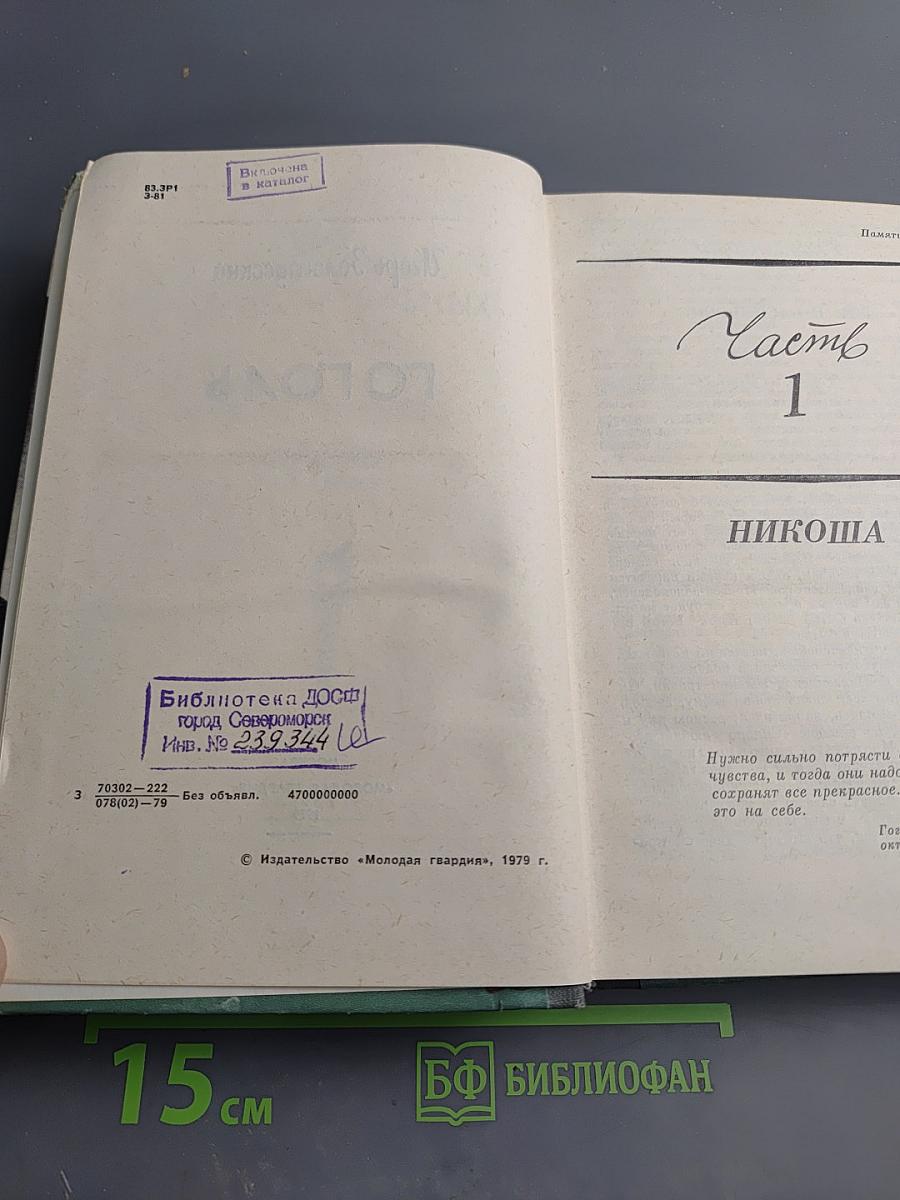 83.3Р1
З-81
Включена
в каталог
Библиотека ДОСФ
город Североморск
Инв. № 239344
З 70302—222
078(02)—79
Без объявл. 4700000000
© Издательство «Молодая гвардия», 1979 г.
Часть
1
НИКОША
Нужно сильно потрясти
чувства, и тогда они
сохранят все прекрасное.
это на себе.
15 см
БФ БИБЛИОФАН